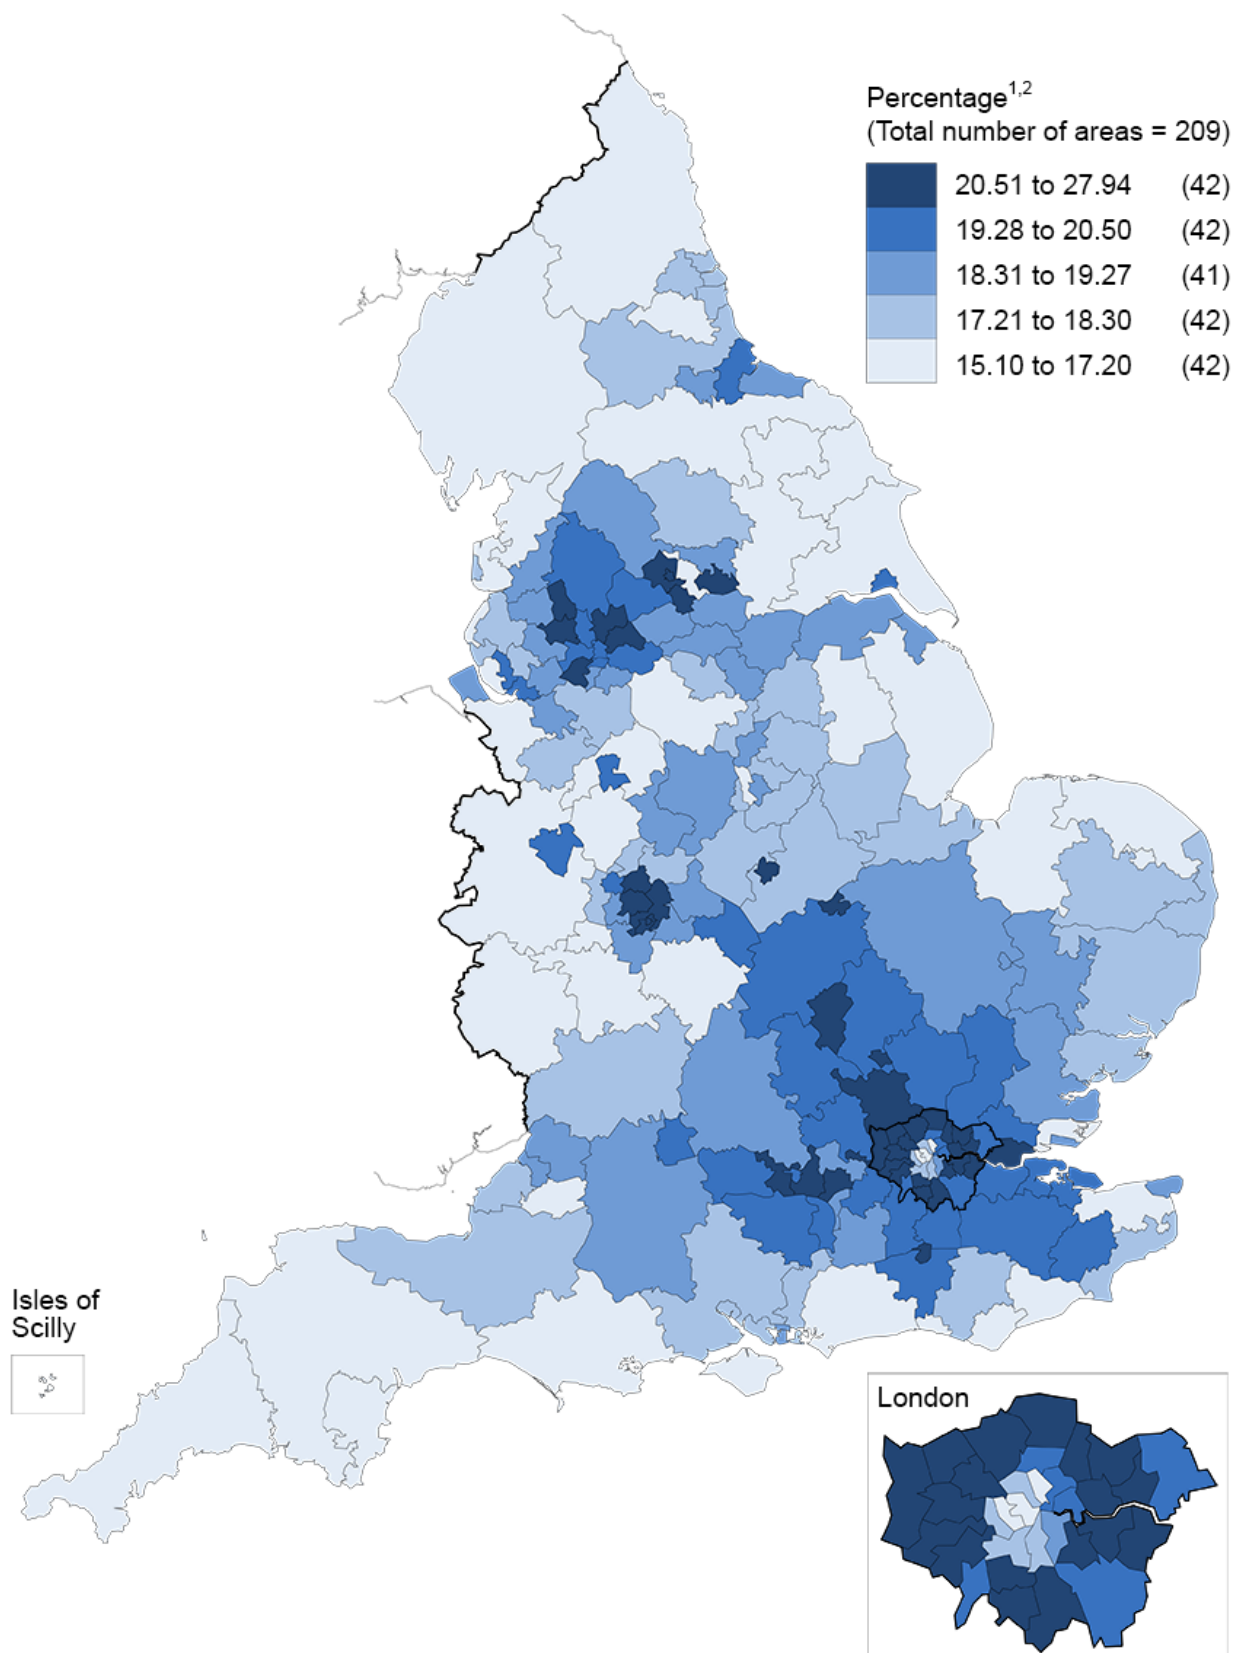 Percentage1,2
(Total number of areas = 209)
20.51 to 27.94 (42)
19.28 to 20.50 (42)
18.31 to 19.27 (41)
17.21 to 18.30 (42)
15.10 to 17.20 (42)
Isles of
Scilly
London